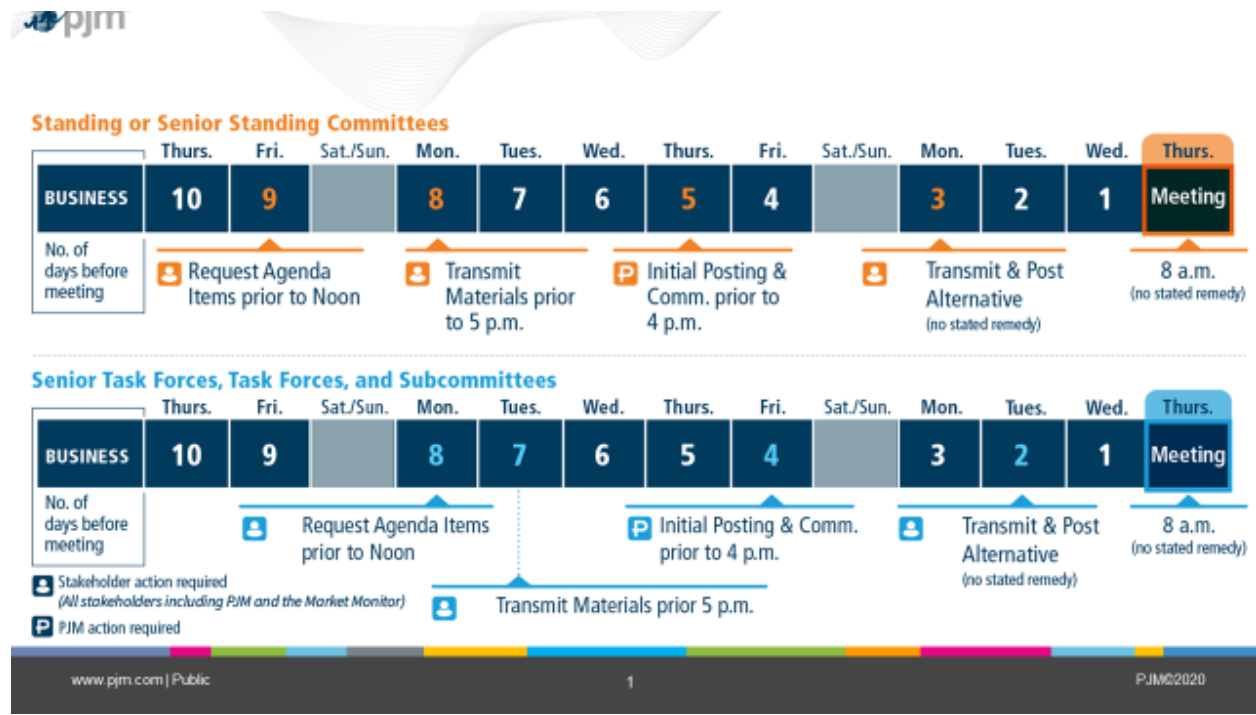 pjm
Standing or Senior Standing Committees
Thurs. Fri. Sat./Sun. Mon. Tues. Wed. Thurs. Fri. Sat./Sun. Mon. Tues. Wed. Thurs.
BUSINESS 10 9 8 7 6 5 4 3 2 1 Meeting
No. of
days before
meeting
Request Agenda
Items prior to Noon
Transmit
Materials prior
to 5 p.m.
Initial Posting &
Comm. prior to
4 p.m.
Transmit & Post
Alternative
(no stated remedy)
8 a.m.
(no stated remedy)
Senior Task Forces, Task Forces, and Subcommittees
Thurs. Fri. Sat./Sun. Mon. Tues. Wed. Thurs. Fri. Sat./Sun. Mon. Tues. Wed. Thurs.
BUSINESS 10 9 8 7 6 5 4 3 2 1 Meeting
No. of
days before
meeting
Request Agenda Items
prior to Noon
Initial Posting & Comm.
prior to 4 p.m.
Transmit & Post
Alternative
(no stated remedy)
8 a.m.
(no stated remedy)
Transmit Materials prior 5 p.m.
Stakeholder action required
(All stakeholders including PJM and the Market Monitor)
P PJM action required
www.pjm.com | Public
1
PJM©2020